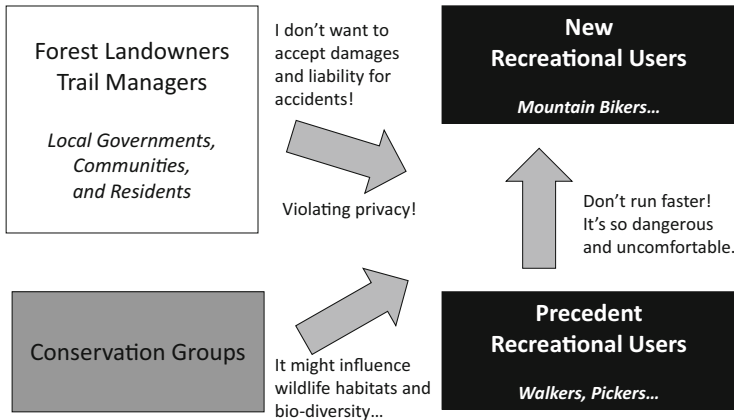 Forest Landowners
Trail Managers
Local Governments,
Communities,
and Residents
I don’t want to
accept damages
and liability for
accidents!
Violating privacy!
New
Recreational Users
Mountain Bikers…
Don’t run faster!
It’s so dangerous
and uncomfortable.
Conservation Groups
It might influence
wildlife habitats and
bio-diversity…
Precedent
Recreational Users
Walkers, Pickers…